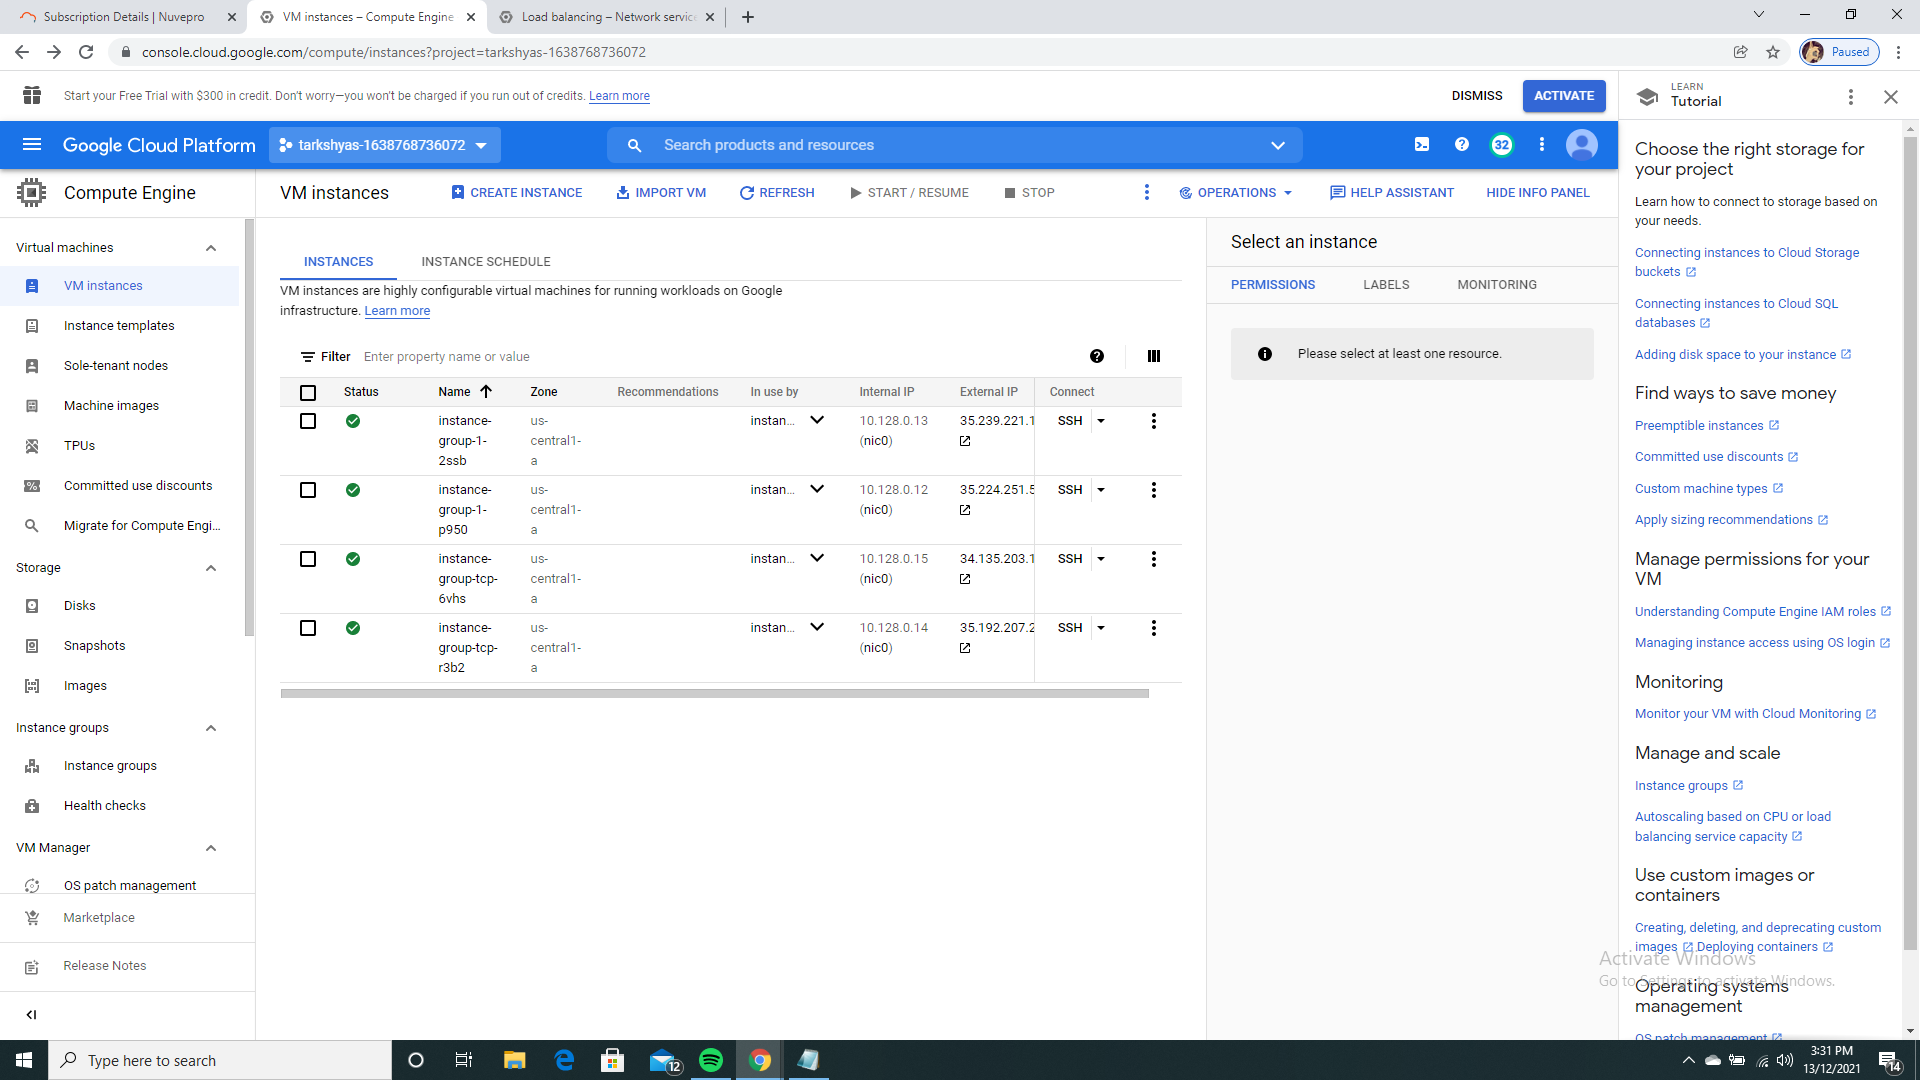 Subscription Details | Nuvepro
VM instances – Compute Engine
Load balancing – Network servic
console.cloud.google.com/compute/instances?project=tarkshyas-1638768736072
Paused
Start your Free Trial with $300 in credit. Don't worry—you won't be charged if you run out of credits. Learn more
DISMISS
ACTIVATE
LEARN
Tutorial
Google Cloud Platform
tarkshyas-1638768736072
Search products and resources
32
Compute Engine
VM instances
CREATE INSTANCE
IMPORT VM
REFRESH
START / RESUME
STOP
OPERATIONS
HELP ASSISTANT
HIDE INFO PANEL
Virtual machines
VM instances
Instance templates
Sole-tenant nodes
Machine images
TPUs
Committed use discounts
Migrate for Compute Engi...
Storage
Disks
Snapshots
Images
Instance groups
Instance groups
Health checks
VM Manager
OS patch management
Marketplace
Release Notes
INSTANCES
INSTANCE SCHEDULE
VM instances are highly configurable virtual machines for running workloads on Google
infrastructure. Learn more
Filter Enter property name or value
Status Name Zone Recommendations In use by Internal IP External IP Connect
instance- us- instan... 10.128.0.13 35.239.221.1 SSH
group-1- central1- (nic0)
2ssb a
instance- us- instan... 10.128.0.12 35.224.251.5 SSH
group-1- central1- (nic0)
p950 a
instance- us- instan... 10.128.0.15 34.135.203.1 SSH
group-tcp- central1- (nic0)
6vhs a
instance- us- instan... 10.128.0.14 35.192.207.2 SSH
group-tcp- central1- (nic0)
r3b2 a
Select an instance
PERMISSIONS
LABELS
MONITORING
Please select at least one resource.
Choose the right storage for
your project
Learn how to connect to storage based on
your needs.
Connecting instances to Cloud Storage
buckets
Connecting instances to Cloud SQL
databases
Adding disk space to your instance
Find ways to save money
Preemptible instances
Committed use discounts
Custom machine types
Apply sizing recommendations
Manage permissions for your
VM
Understanding Compute Engine IAM roles
Managing instance access using OS login
Monitoring
Monitor your VM with Cloud Monitoring
Manage and scale
Instance groups
Autoscaling based on CPU or load
balancing service capacity
Use custom images or
containers
Creating, deleting, and deprecating custom
images Deploying containers
Activate Windows
Go to Settings to activate Windows.
Operating systems
management
OS patch management
Type here to search
12
3:31 PM
13/12/2021
14